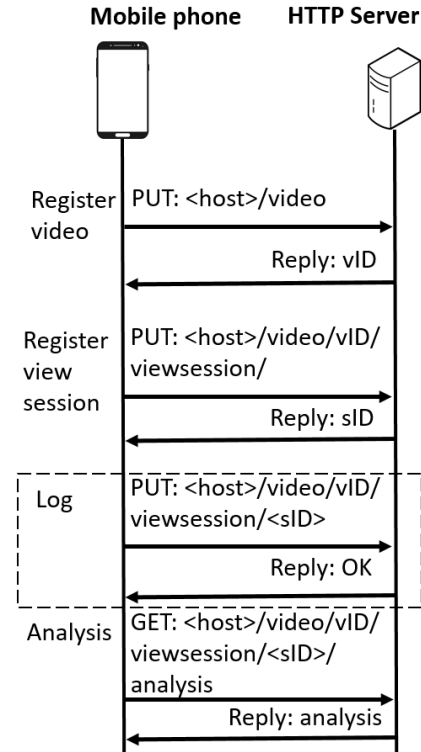 Mobile phone
HTTP Server
Register
video
PUT: <host>/video
Reply: vID
Register
view
session
PUT: <host>/video/vID/
viewsession/
Reply: sID
Log
PUT: <host>/video/vID/
viewsession/<sID>
Reply: OK
Analysis
GET: <host>/video/vID/
viewsession/<sID>/
analysis
Reply: analysis